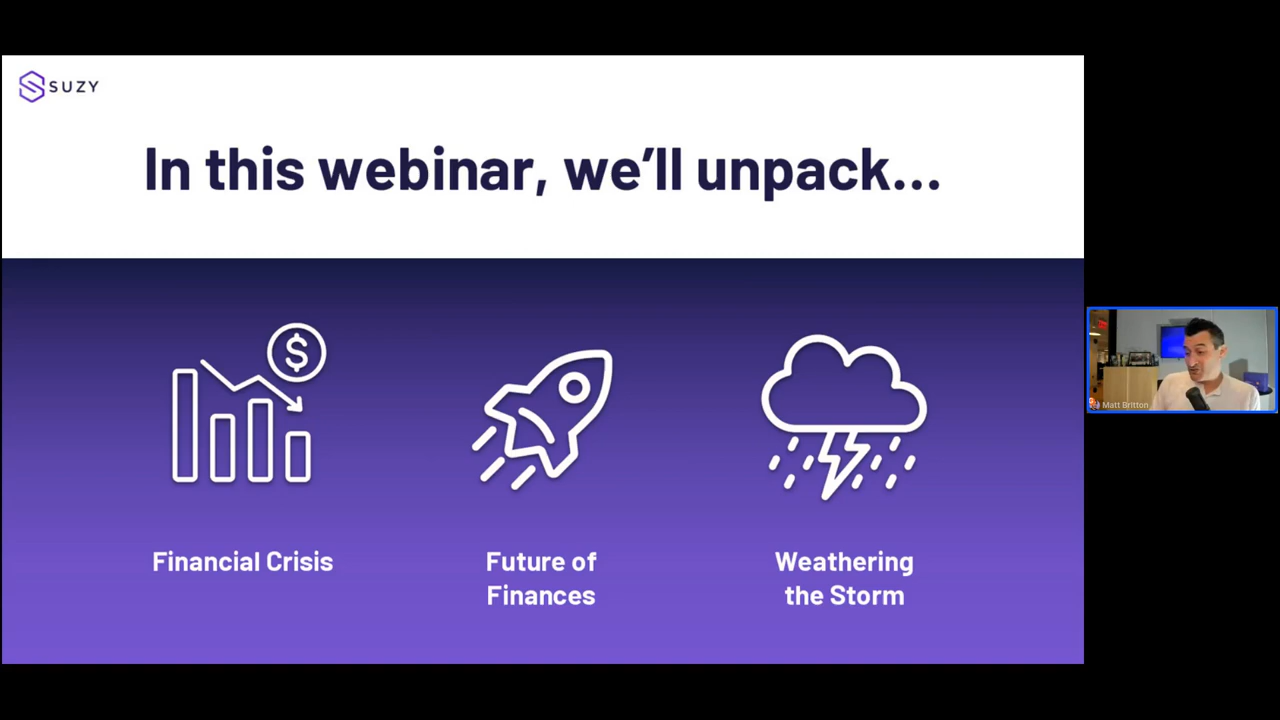 SUZY
In this webinar, we’ll unpack...
$
Financial Crisis
Future of
Finances
Weathering
the Storm
Matt Britton